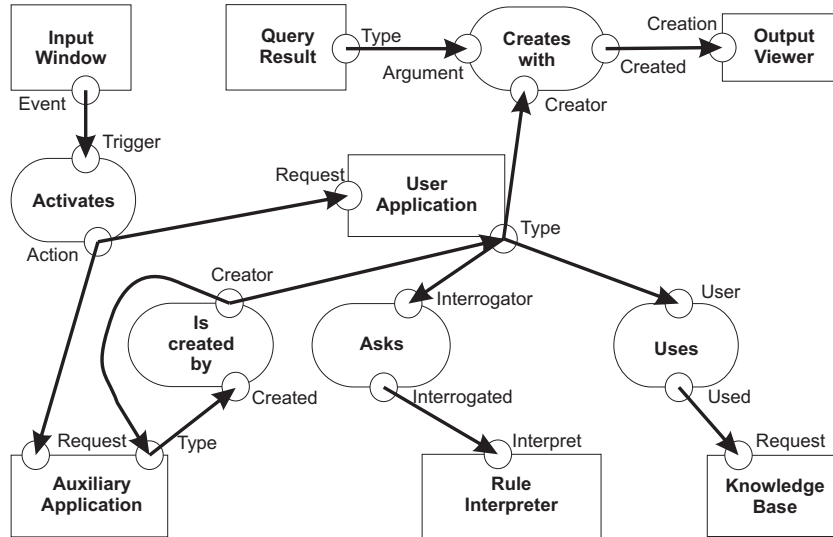 Input
Window
Event
Trigger
Activates
Action
Query
Result
Type
Argument
Creates
with
Creator
Creation
Created
Output
Viewer
Request
User
Application
Type
Creator
Is
created
by
Created
Interrogator
Asks
Interrogated
User
Uses
Used
Request
Type
Auxiliary
Application
Interpret
Rule
Interpreter
Request
Knowledge
Base